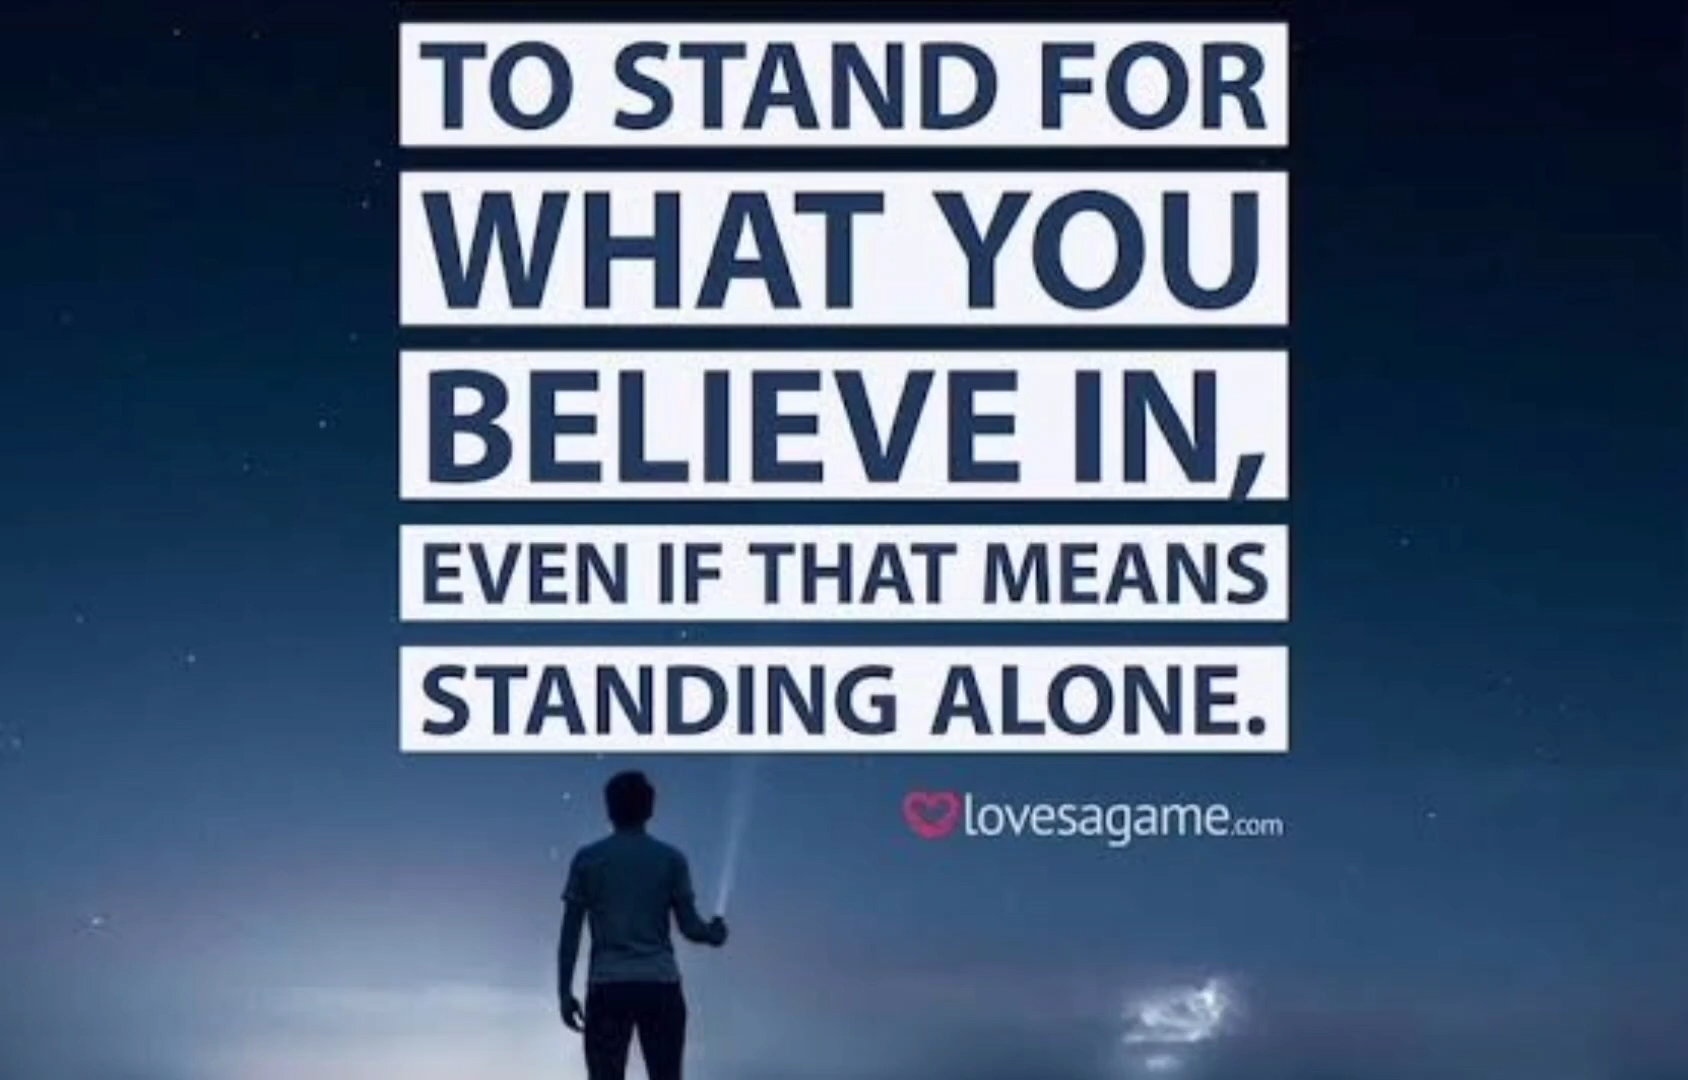 TO STAND FOR
WHAT YOU
BELIEVE IN,
EVEN IF THAT MEANS
STANDING ALONE.
lovesagame.com